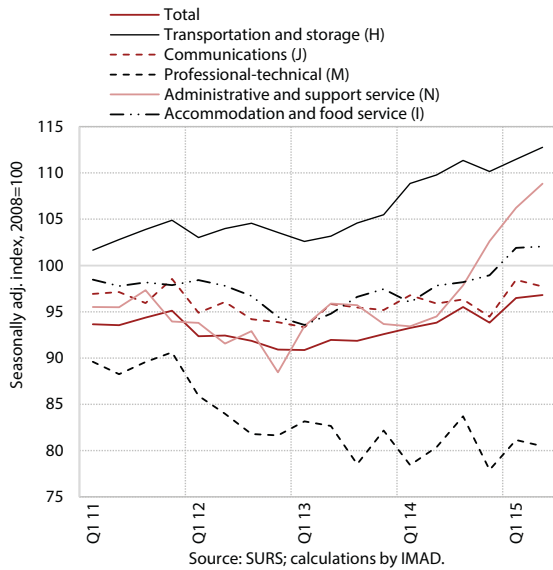 Total
Transportation and storage (H)
Communications (J)
Professional-technical (M)
Administrative and support service (N)
Accommodation and food service (I)
Seasonally adj. index, 2008=100
115
110
105
100
95
90
85
80
75
Q1 11
Q1 12
Q1 13
Q1 14
Q1 15
Source: SURS; calculations by IMAD.